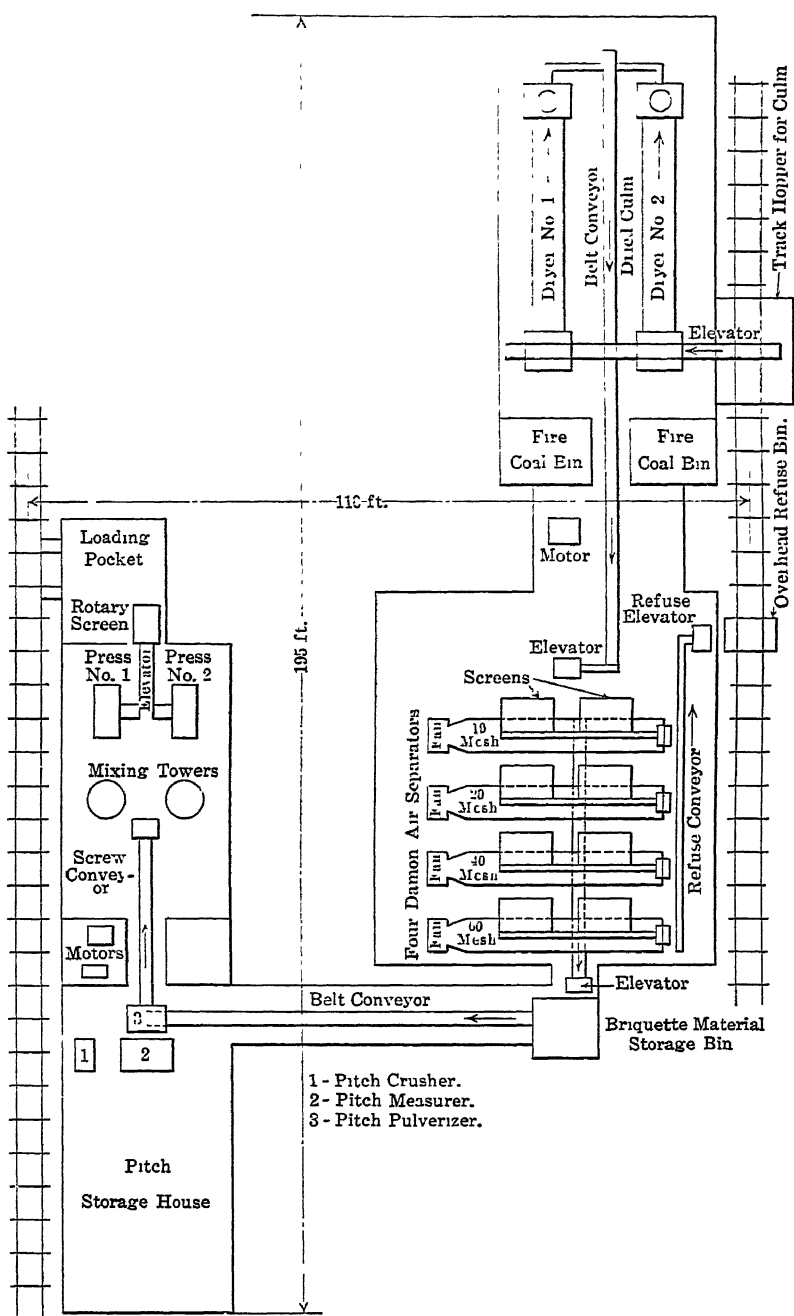 Track Hopper for Culm
Dryer No 1
Belt Conveyor
Dried Culm
Dryer No 2
Elevator
Fire
Coal Bin
Fire
Coal Bin
Overhead Refuse Bin.
Loading
Pocket
Motor
Rotary
Screen
Refuse
Elevator
195 ft.
Elevator
Press
No. 1
Elevator
Press
No. 2
Screens
Fan
10
Mesh
Mixing Towers
Four Damon Air Separators
Fan
20
Mesh
Refuse Conveyor
Screw
Convey-
or
Fan
40
Mesh
Fan
60
Mesh
Motors
Elevator
Belt Conveyor
3
Briquette Material
Storage Bin
1
2
1 - Pitch Crusher.
2 - Pitch Measurer.
3 - Pitch Pulverizer.
Pitch
Storage House